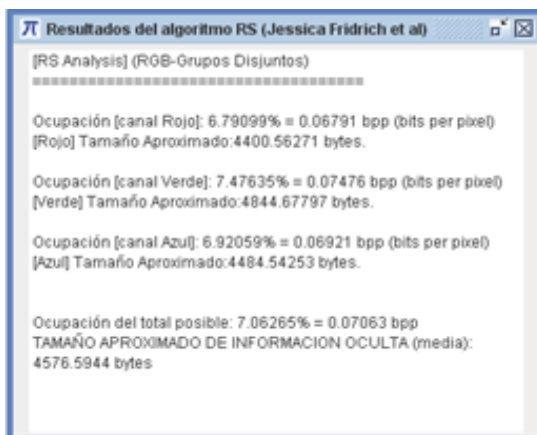 π Resultados del algoritmo RS (Jessica Fridrich et al)
[RS Analysis] (RGB-Grupos Disjuntos)
=====================================
Ocupación [canal Rojo]: 6.79099% = 0.06791 bpp (bits per pixel)
[Rojo] Tamaño Aproximado:4400.56271 bytes.
Ocupación [canal Verde]: 7.47635% = 0.07476 bpp (bits per pixel)
[Verde] Tamaño Aproximado:4844.67797 bytes.
Ocupación [canal Azul]: 6.92059% = 0.06921 bpp (bits per pixel)
[Azul] Tamaño Aproximado:4484.54253 bytes.
Ocupación del total posible: 7.06265% = 0.07063 bpp
TAMAÑO APROXIMADO DE INFORMACION OCULTA (media):
4576.5944 bytes